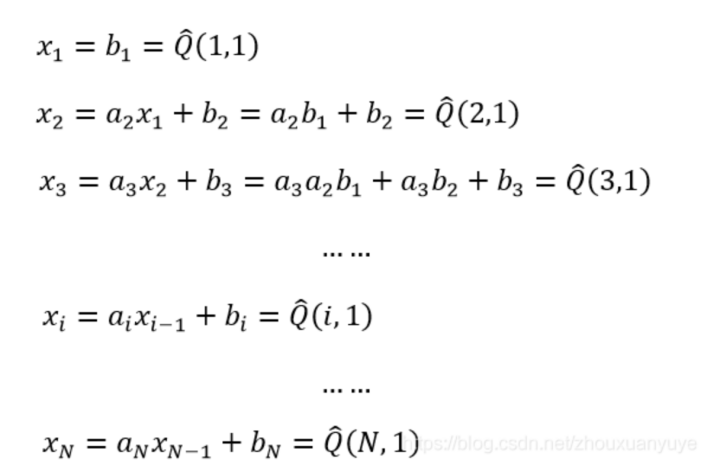 x₁ = b₁ = Q̂(1,1)
x₂ = a₂x₁ + b₂ = a₂b₁ + b₂ = Q̂(2,1)
x₃ = a₃x₂ + b₃ = a₃a₂b₁ + a₃b₂ + b₃ = Q̂(3,1)
… …
xᵢ = aᵢxᵢ₋₁ + bᵢ = Q̂(i, 1)
… …
x_N = a_N x_{N−1} + b_N = Q̂(N, 1)
ttps://blog.csdn.net/zhouxuanyuye